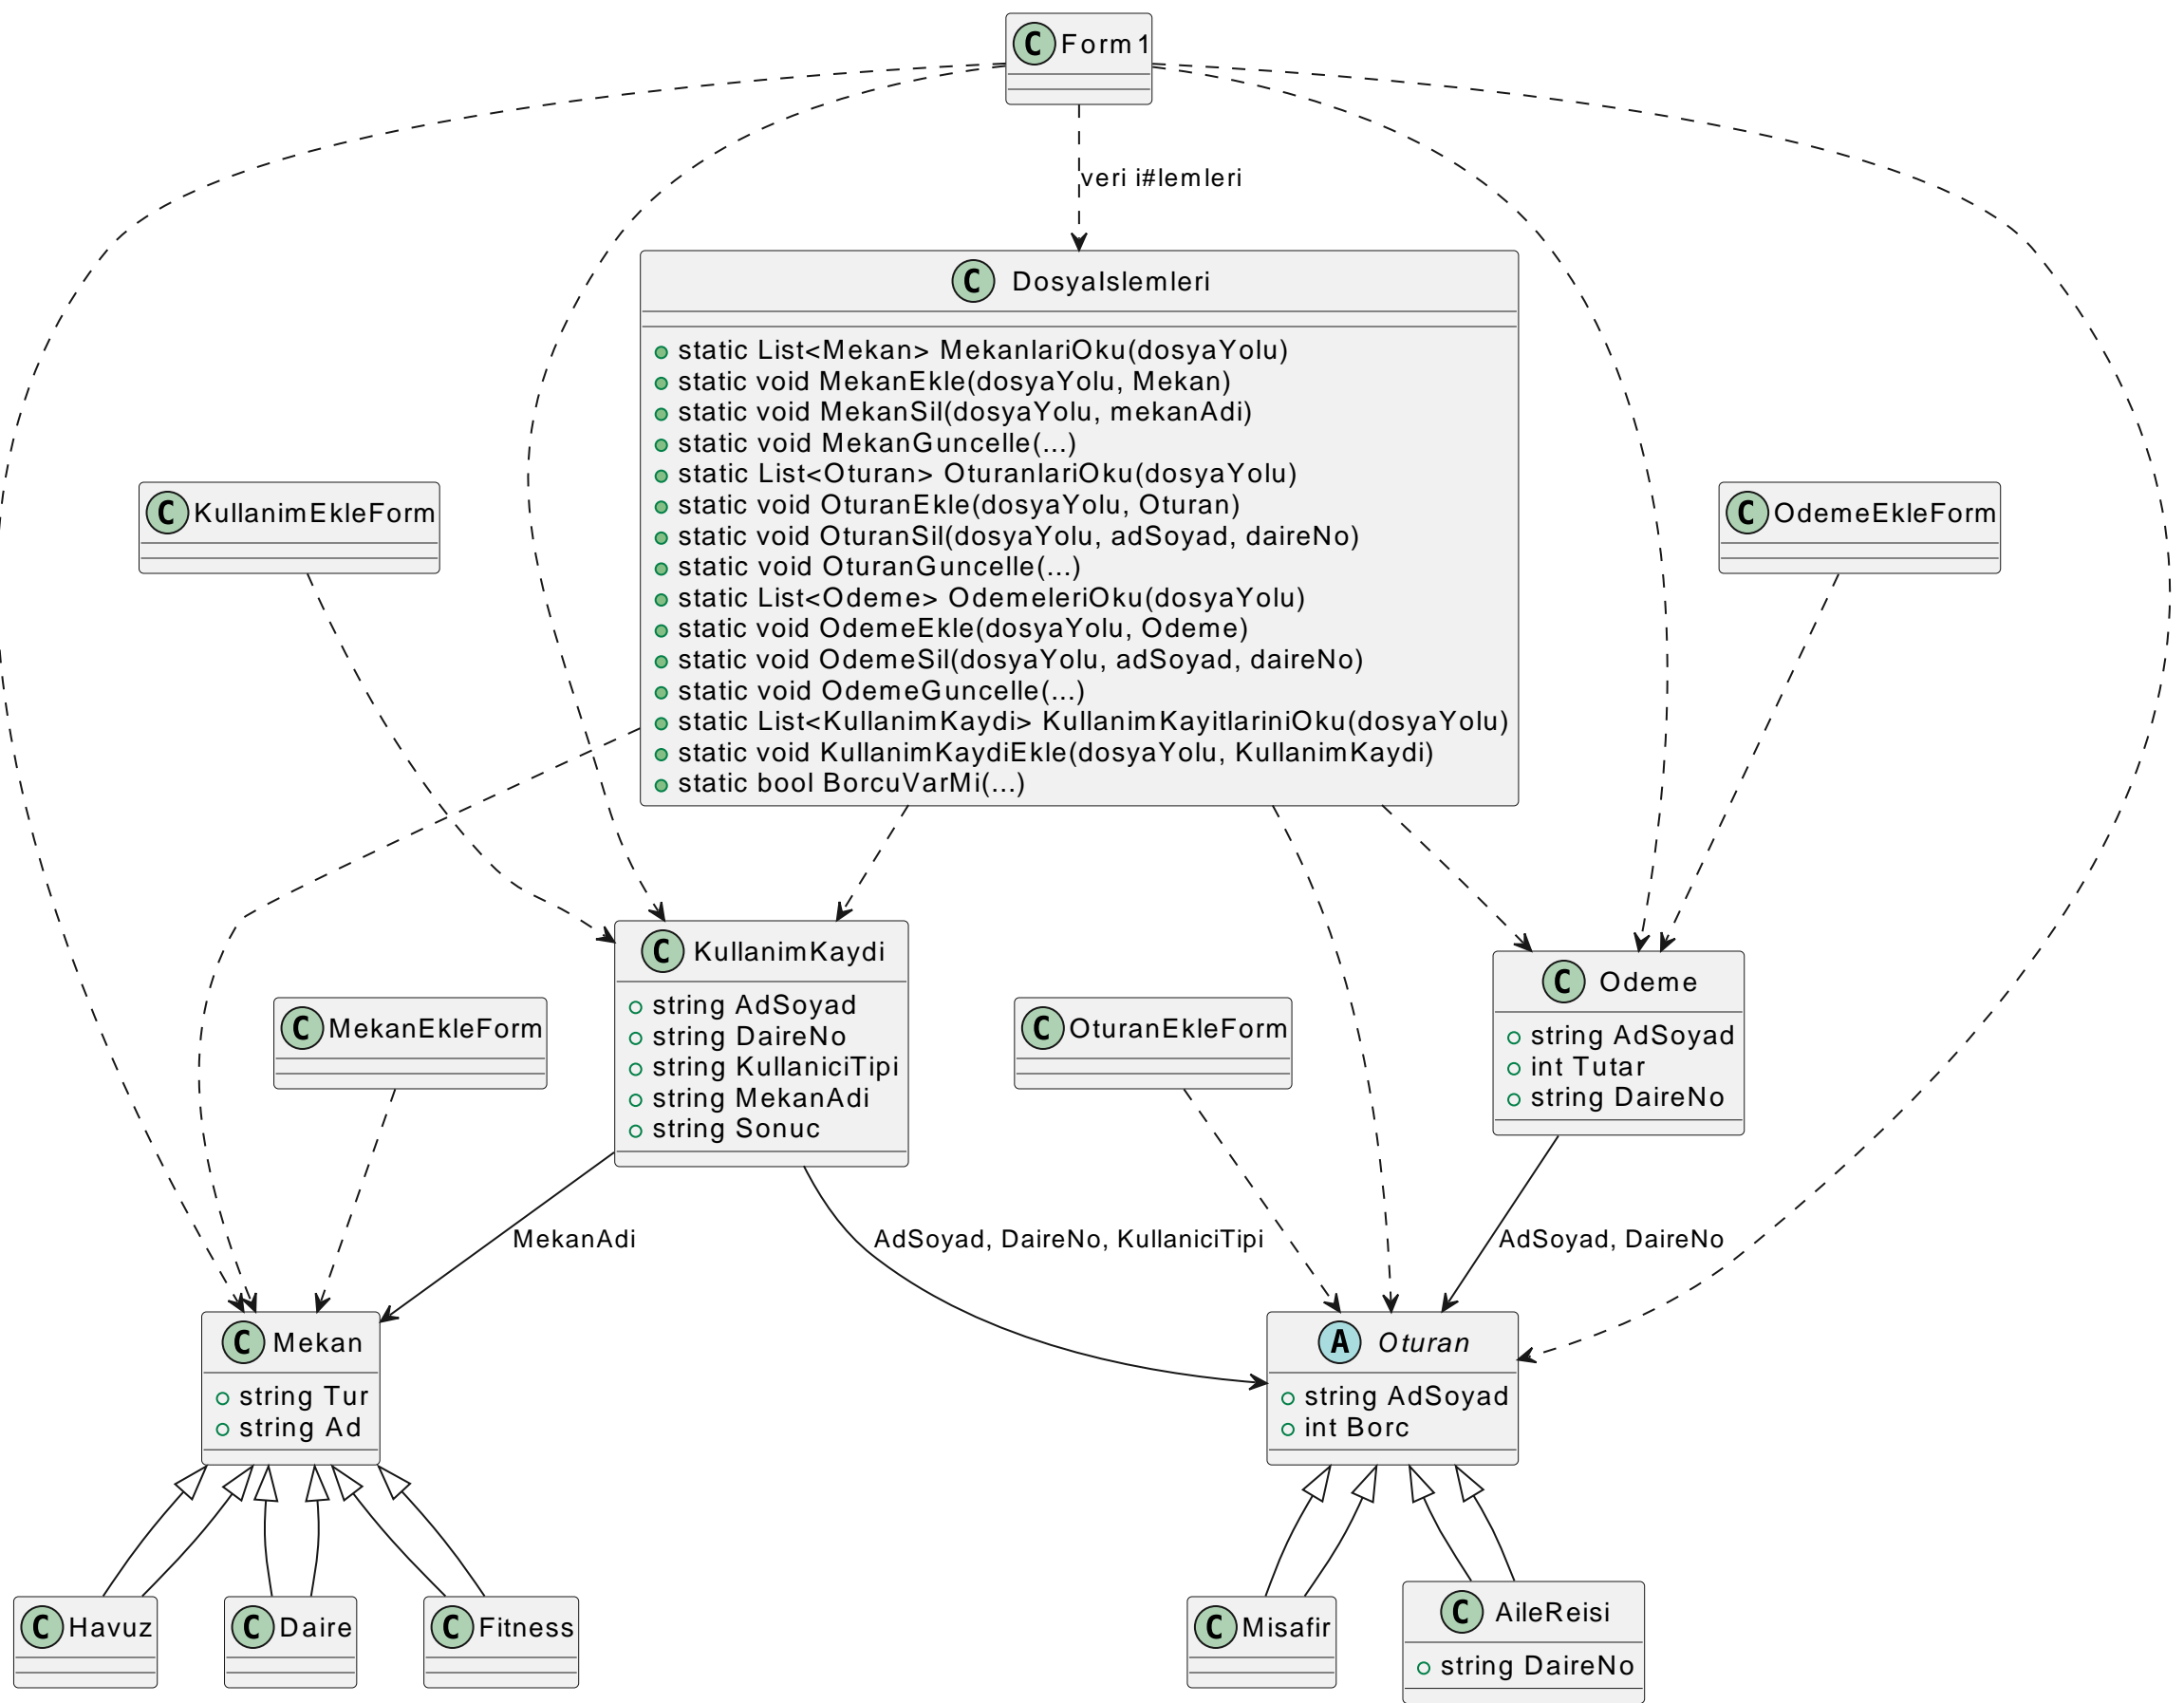 C Form1
veri i#lemleri
C DosyaIslemleri
static List<Mekan> MekanlariOku(dosyaYolu)
static void MekanEkle(dosyaYolu, Mekan)
static void MekanSil(dosyaYolu, mekanAdi)
static void MekanGuncelle(...)
static List<Oturan> OturanlariOku(dosyaYolu)
static void OturanEkle(dosyaYolu, Oturan)
static void OturanSil(dosyaYolu, adSoyad, daireNo)
static void OturanGuncelle(...)
static List<Odeme> OdemeleriOku(dosyaYolu)
static void OdemeEkle(dosyaYolu, Odeme)
static void OdemeSil(dosyaYolu, adSoyad, daireNo)
static void OdemeGuncelle(...)
static List<KullanimKaydi> KullanimKayitlariniOku(dosyaYolu)
static void KullanimKaydiEkle(dosyaYolu, KullanimKaydi)
static bool BorcuVarMi(...)
C KullanimEkleForm
C OdemeEkleForm
C KullanimKaydi
string AdSoyad
string DaireNo
string KullaniciTipi
string MekanAdi
string Sonuc
C MekanEkleForm
C OturanEkleForm
C Odeme
string AdSoyad
int Tutar
string DaireNo
MekanAdi
AdSoyad, DaireNo, KullaniciTipi
AdSoyad, DaireNo
C Mekan
string Tur
string Ad
A Oturan
string AdSoyad
int Borc
C Havuz
C Daire
C Fitness
C Misafir
C AileReisi
string DaireNo